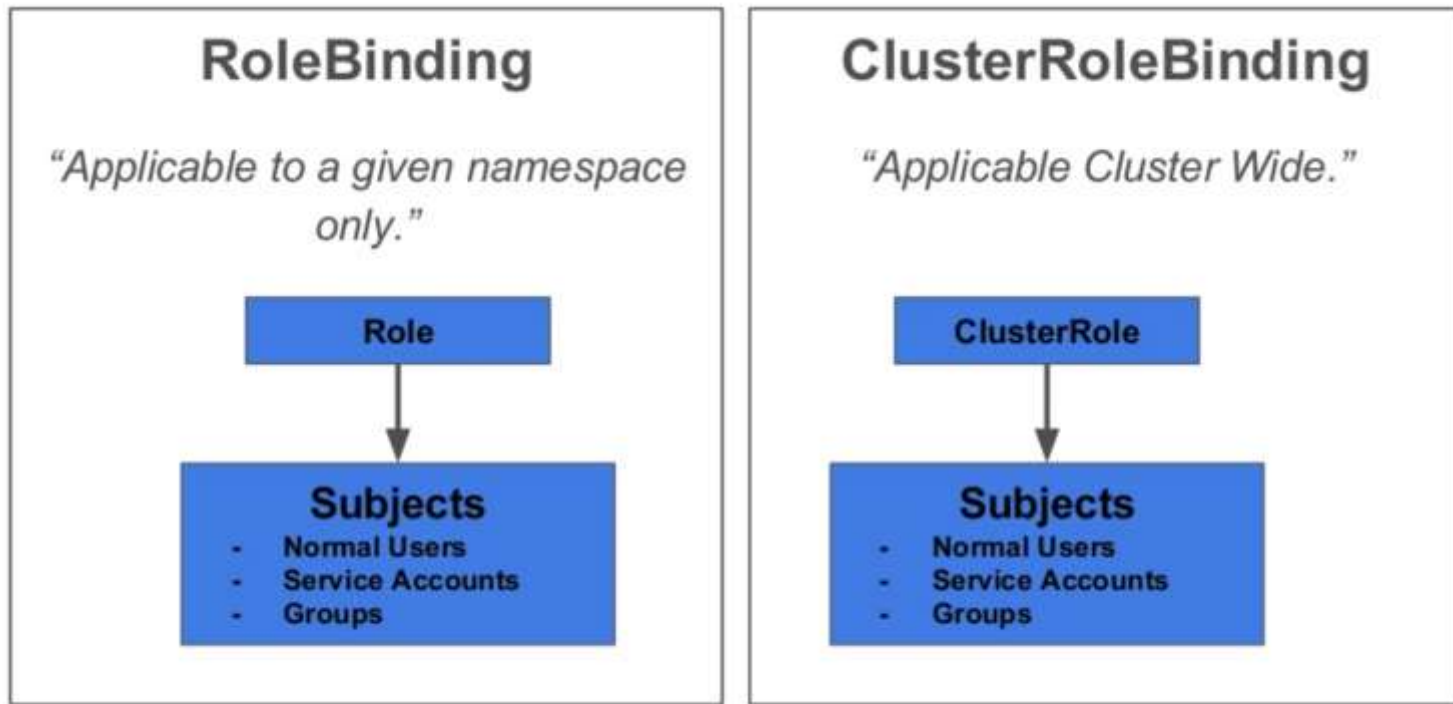 RoleBinding
“Applicable to a given namespace
only.”
Role
Subjects
- Normal Users
- Service Accounts
- Groups
ClusterRoleBinding
“Applicable Cluster Wide.”
ClusterRole
Subjects
- Normal Users
- Service Accounts
- Groups